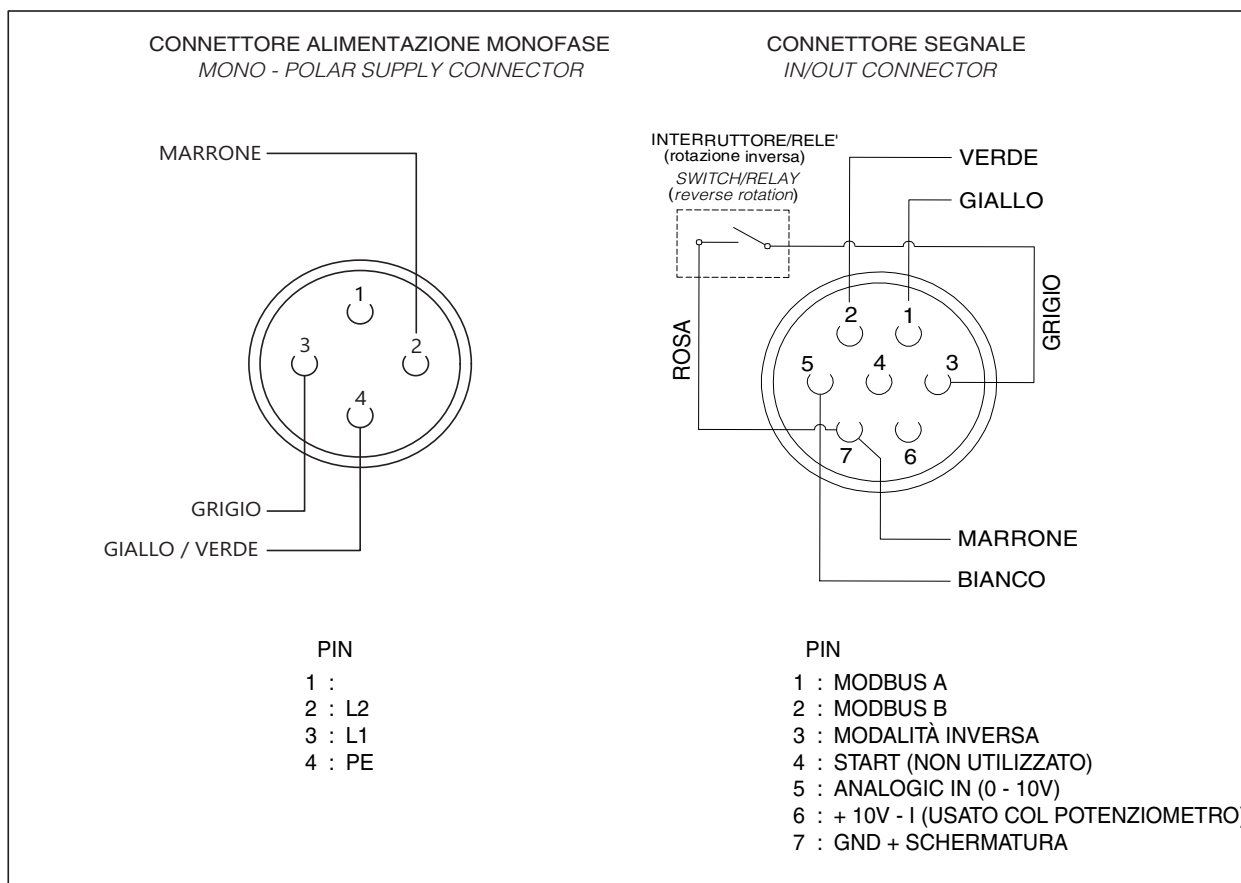 CONNETTORE ALIMENTAZIONE MONOFASE
MONO - POLAR SUPPLY CONNECTOR
MARRONE
1
3
2
4
GRIGIO
GIALLO / VERDE
PIN
1 :
2 : L2
3 : L1
4 : PE
CONNETTORE SEGNALE
IN/OUT CONNECTOR
INTERRUTTORE/RELE'
(rotazione inversa)
SWITCH/RELAY
(reverse rotation)
VERDE
GIALLO
ROSA
GRIGIO
2
1
5
4
3
7
6
MARRONE
BIANCO
PIN
1 : MODBUS A
2 : MODBUS B
3 : MODALITÀ INVERSA
4 : START (NON UTILIZZATO)
5 : ANALOGIC IN (0 - 10V)
6 : + 10V - I (USATO COL POTENZIOMETRO)
7 : GND + SCHERMATURA